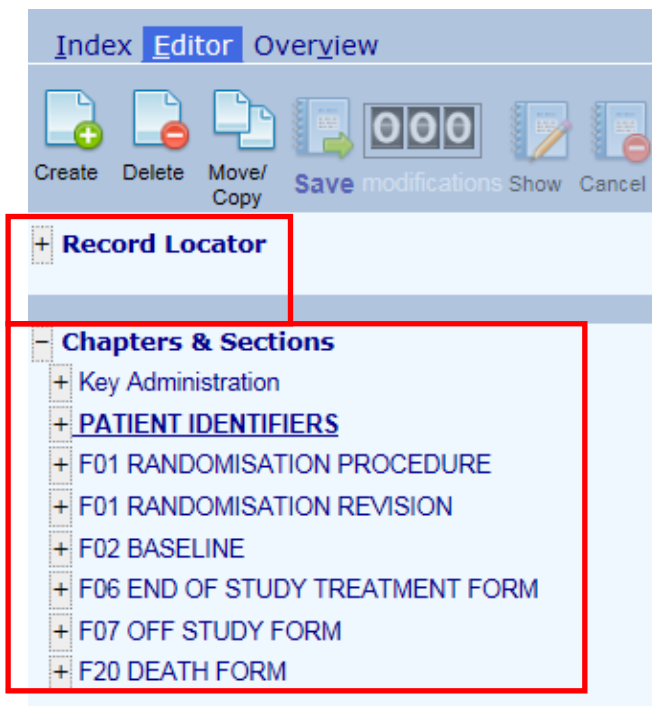 Index Editor Overview
000
Create Delete Move/ Save modifications Show Cancel
Copy
+ Record Locator
- Chapters & Sections
+ Key Administration
+ PATIENT IDENTIFIERS
+ F01 RANDOMISATION PROCEDURE
+ F01 RANDOMISATION REVISION
+ F02 BASELINE
+ F06 END OF STUDY TREATMENT FORM
+ F07 OFF STUDY FORM
+ F20 DEATH FORM